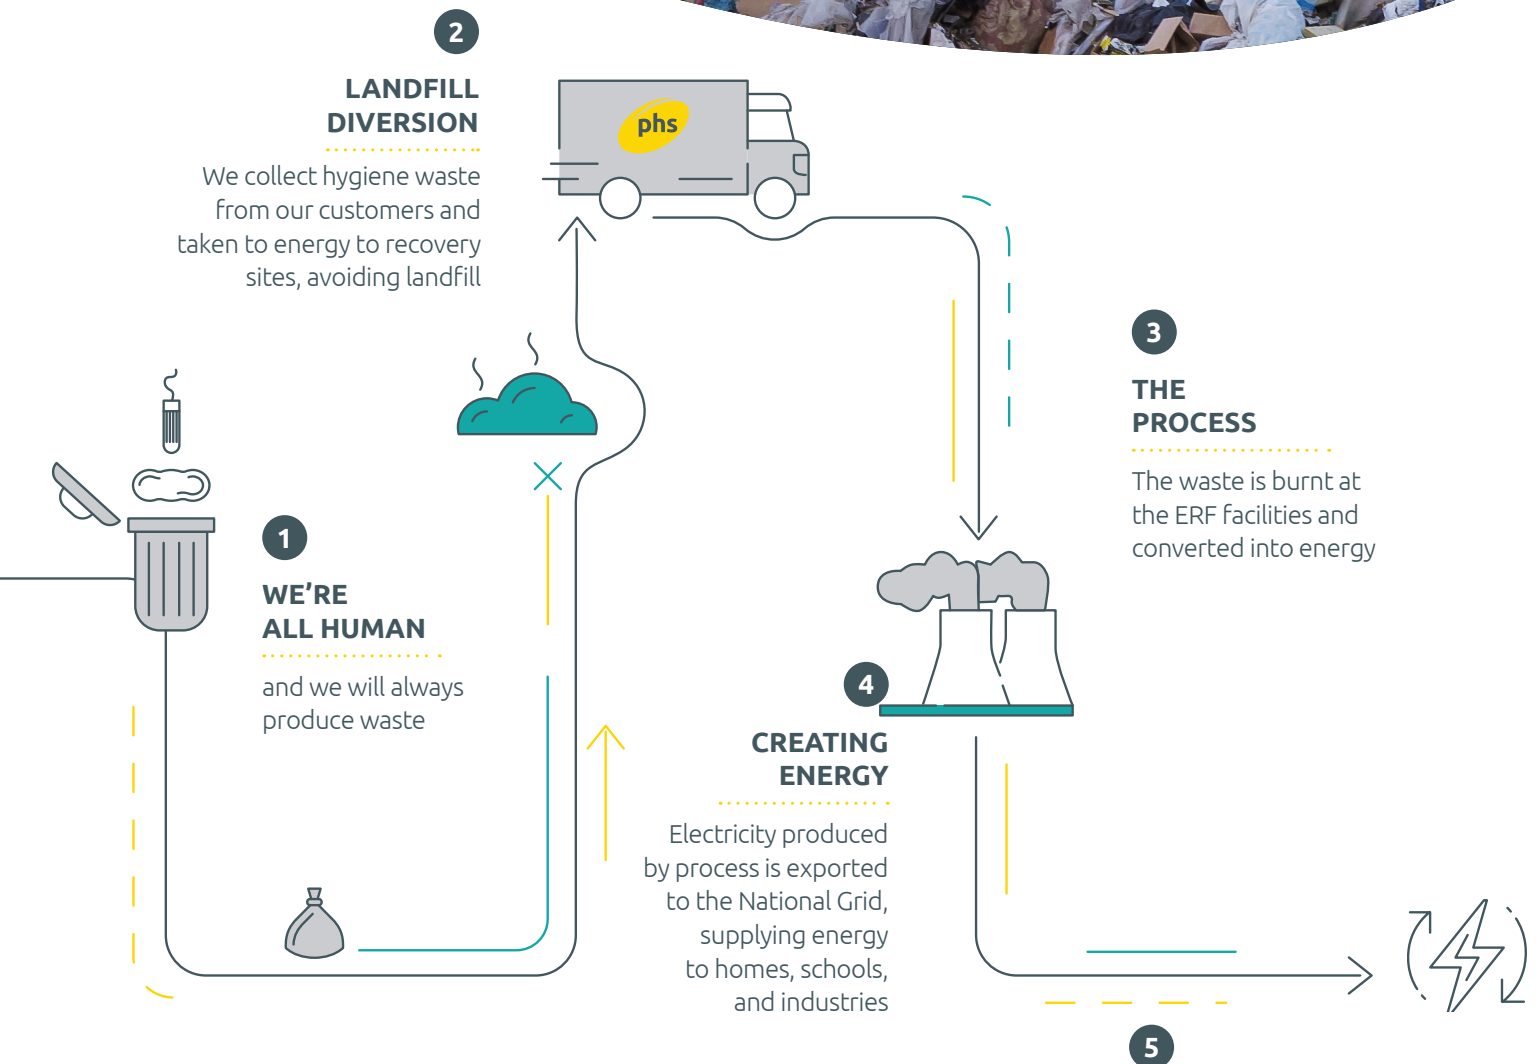 2
LANDFILL
DIVERSION
We collect hygiene waste
from our customers and
taken to energy to recovery
sites, avoiding landfill
phs
1
WE'RE
ALL HUMAN
and we will always
produce waste
3
THE
PROCESS
The waste is burnt at
the ERF facilities and
converted into energy
4
CREATING
ENERGY
Electricity produced
by process is exported
to the National Grid,
supplying energy
to homes, schools,
and industries
5